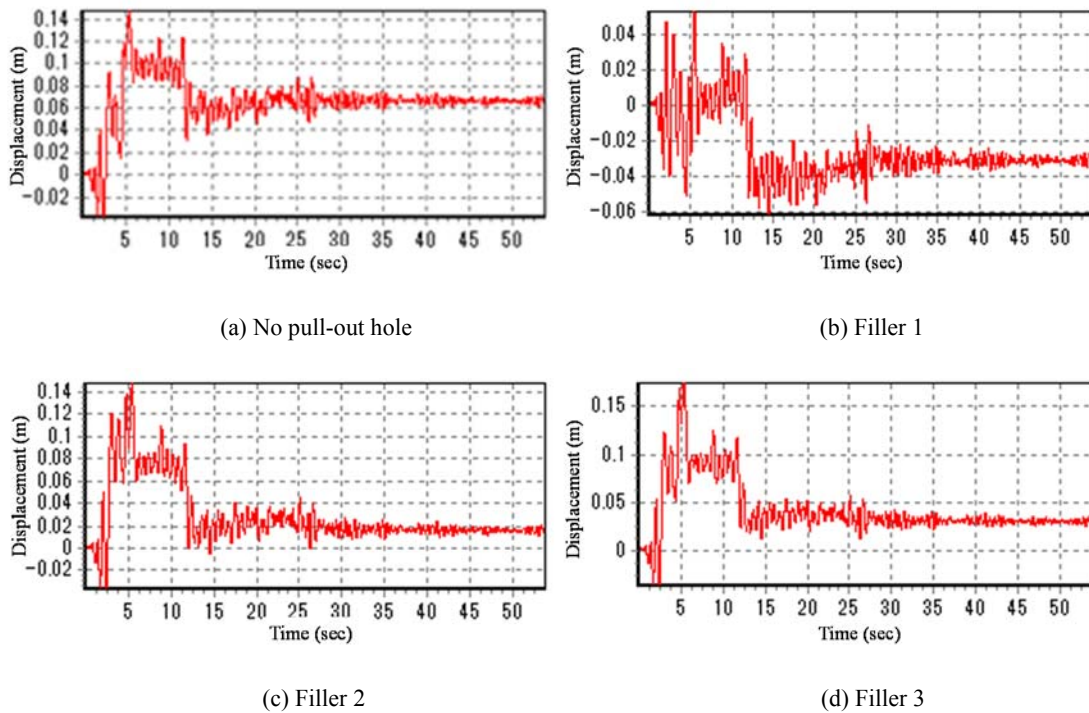 Displacement (m)
0.14
0.12
0.1
0.08
0.06
0.04
0.02
0
−0.02
5 10 15 20 25 30 35 40 45 50
Time (sec)
(a) No pull-out hole
Displacement (m)
0.04
0.02
0
−0.02
−0.04
−0.06
5 10 15 20 25 30 35 40 45 50
Time (sec)
(b) Filler 1
Displacement (m)
0.14
0.12
0.1
0.08
0.06
0.04
0.02
0
−0.02
5 10 15 20 25 30 35 40 45 50
Time (sec)
(c) Filler 2
Displacement (m)
0.15
0.10
0.05
0
5 10 15 20 25 30 35 40 45 50
Time (sec)
(d) Filler 3